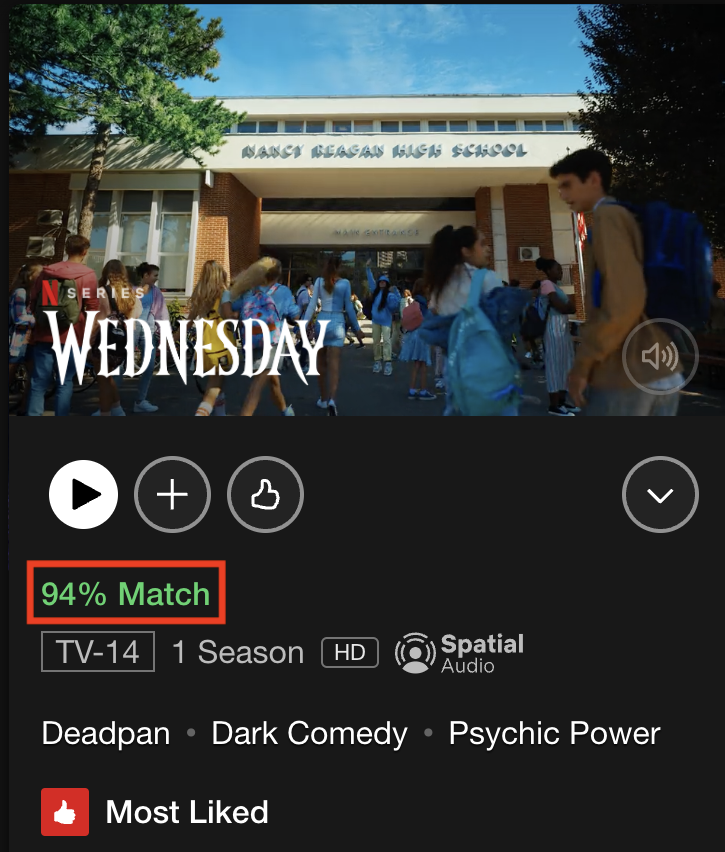 NANCY REAGAN HIGH SCHOOL
N SERIES
WEDNESDAY
94% Match
TV-14 1 Season HD Spatial Audio
Deadpan • Dark Comedy • Psychic Power
Most Liked